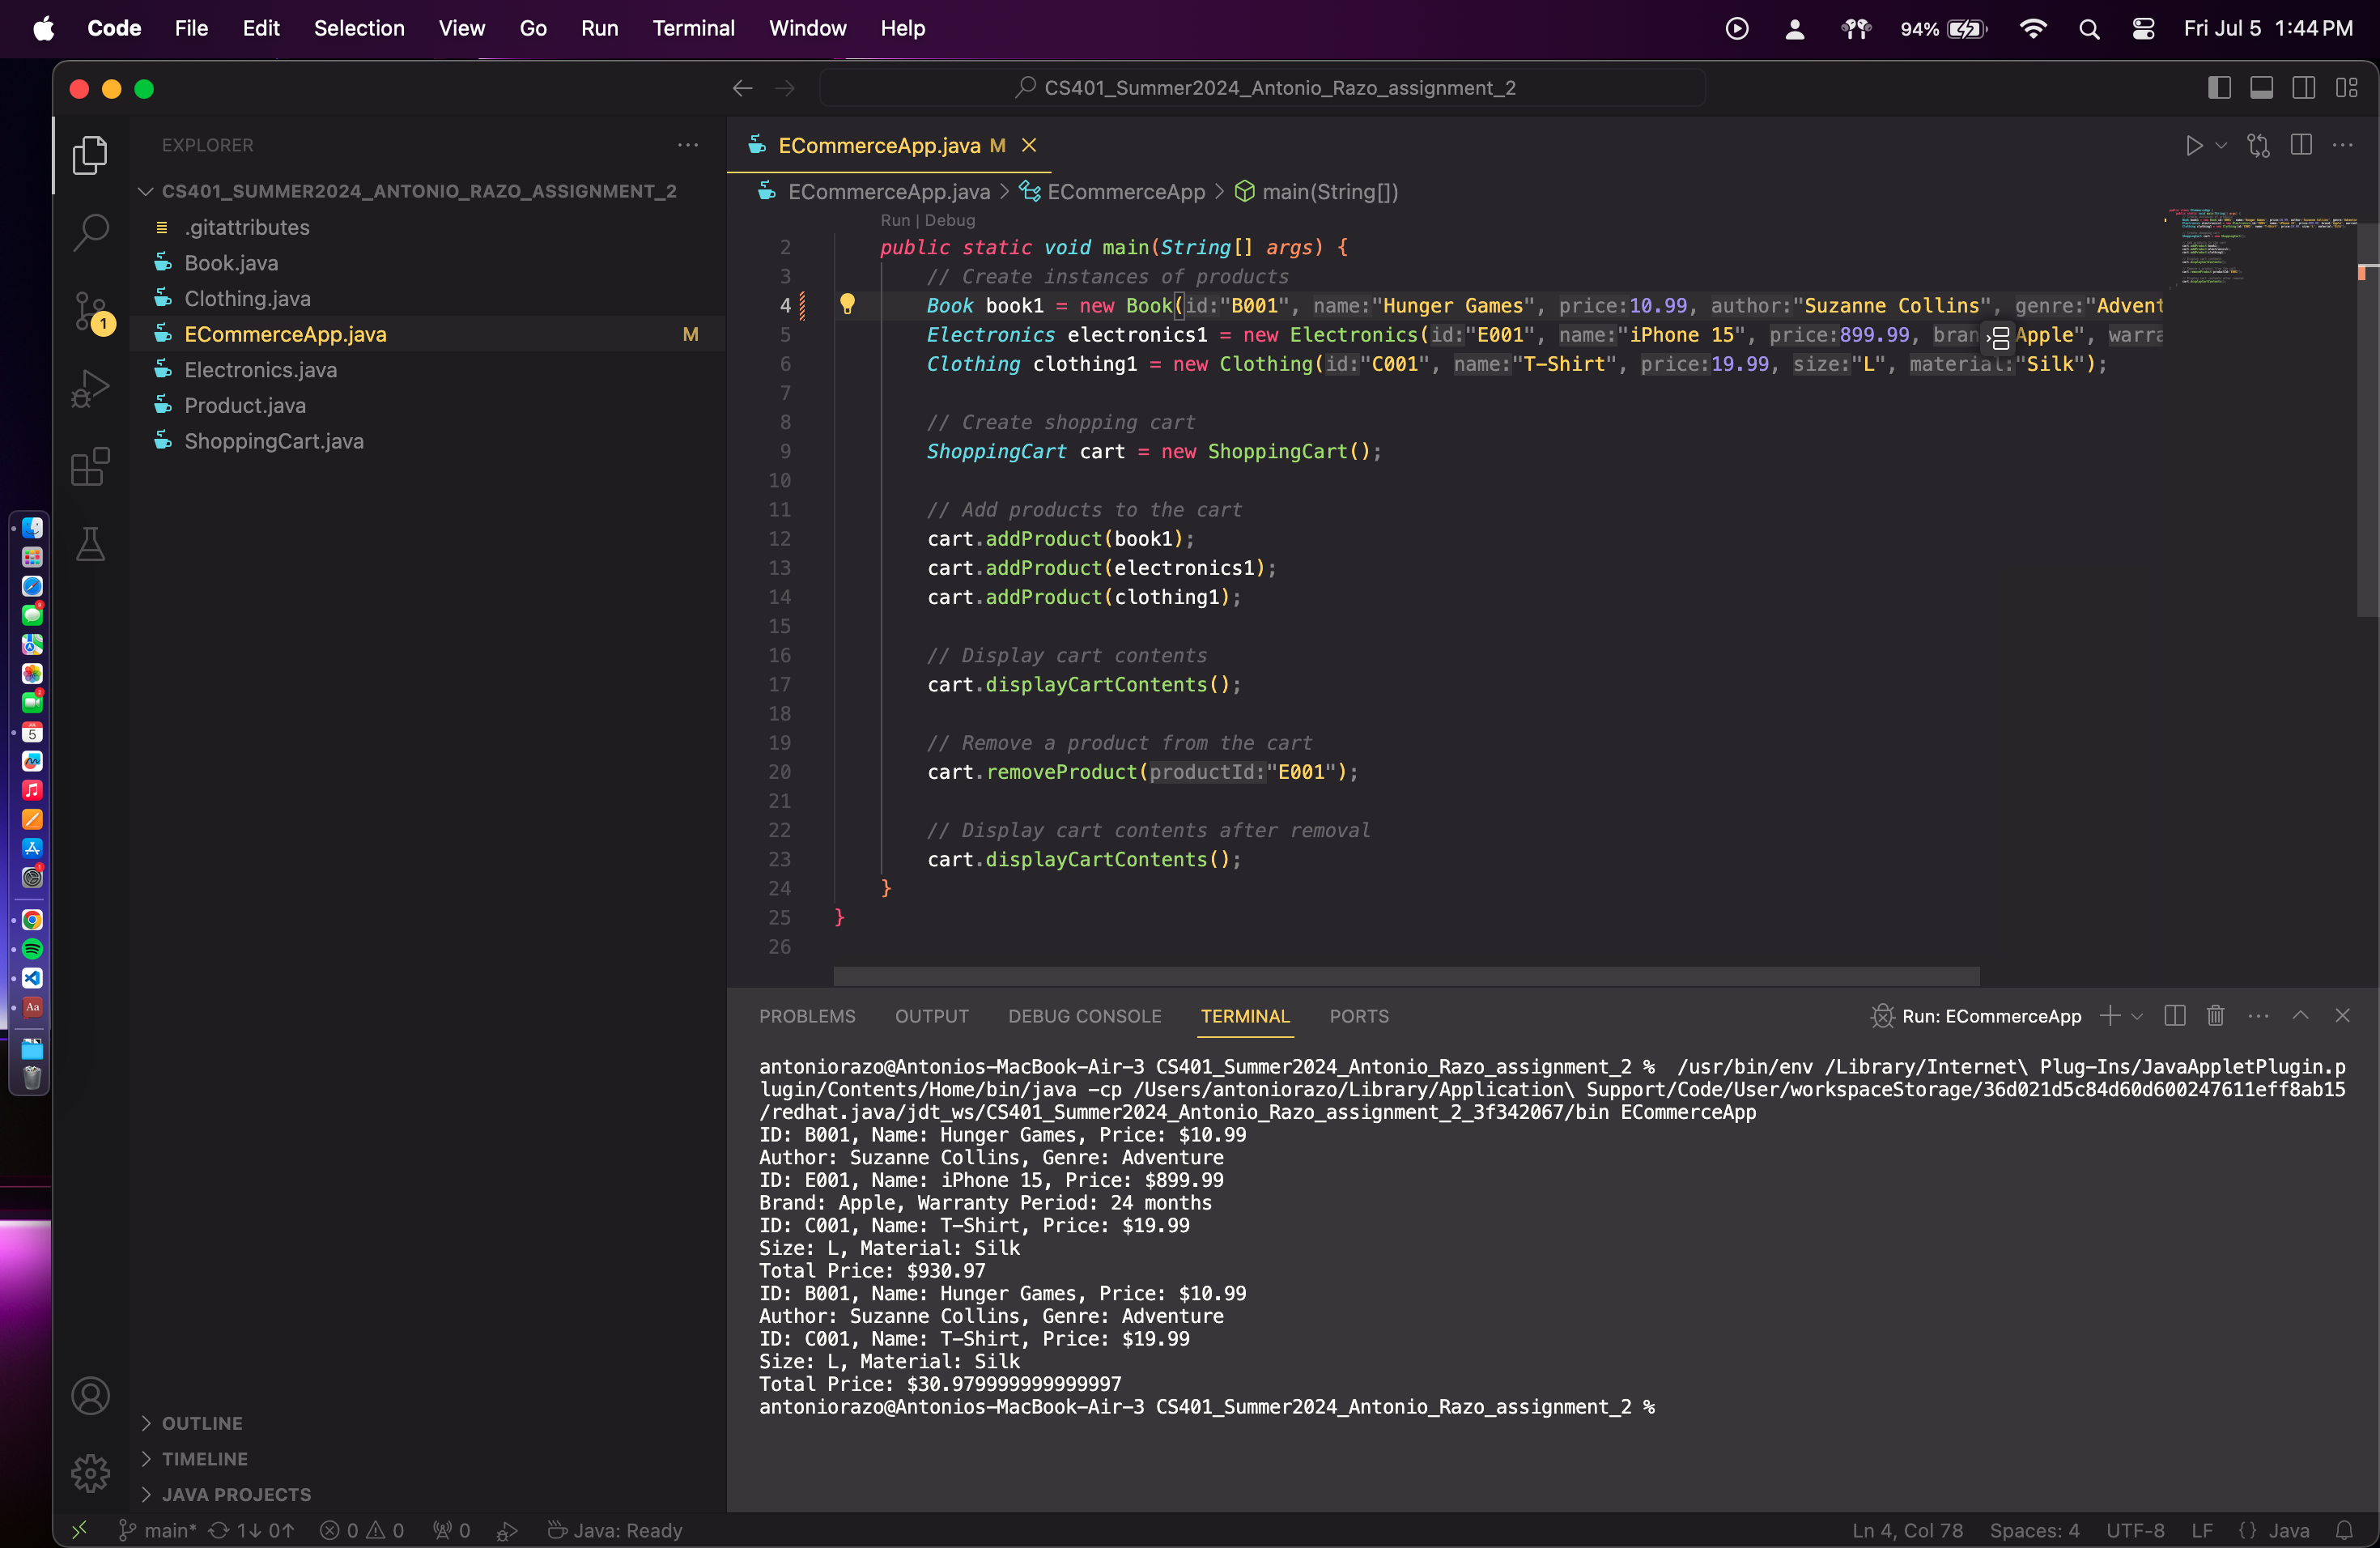 Code File Edit Selection View Go Run Terminal Window Help 94% Fri Jul 5 1:44 PM
CS401_Summer2024_Antonio_Razo_assignment_2
EXPLORER
CS401_SUMMER2024_ANTONIO_RAZO_ASSIGNMENT_2
.gitattributes
Book.java
Clothing.java
ECommerceApp.java M
Electronics.java
Product.java
ShoppingCart.java
1
OUTLINE
TIMELINE
JAVA PROJECTS
ECommerceApp.java M
ECommerceApp.java > ECommerceApp > main(String[])
Run | Debug
2 public static void main(String[] args) {
3 // Create instances of products
4 Book book1 = new Book(id:"B001", name:"Hunger Games", price:10.99, author:"Suzanne Collins", genre:"Advent
5 Electronics electronics1 = new Electronics(id:"E001", name:"iPhone 15", price:899.99, bran Apple", warra
6 Clothing clothing1 = new Clothing(id:"C001", name:"T-Shirt", price:19.99, size:"L", material:"Silk");
7
8 // Create shopping cart
9 ShoppingCart cart = new ShoppingCart();
10
11 // Add products to the cart
12 cart.addProduct(book1);
13 cart.addProduct(electronics1);
14 cart.addProduct(clothing1);
15
16 // Display cart contents
17 cart.displayCartContents();
18
19 // Remove a product from the cart
20 cart.removeProduct(productId:"E001");
21
22 // Display cart contents after removal
23 cart.displayCartContents();
24 }
25 }
26
PROBLEMS OUTPUT DEBUG CONSOLE TERMINAL PORTS Run: ECommerceApp
antoniorazo@Antonios-MacBook-Air-3 CS401_Summer2024_Antonio_Razo_assignment_2 % /usr/bin/env /Library/Internet\ Plug-Ins/JavaAppletPlugin.p
lugin/Contents/Home/bin/java -cp /Users/antoniorazo/Library/Application\ Support/Code/User/workspaceStorage/36d021d5c84d60d600247611eff8ab15
/redhat.java/jdt_ws/CS401_Summer2024_Antonio_Razo_assignment_2_3f342067/bin ECommerceApp
ID: B001, Name: Hunger Games, Price: $10.99
Author: Suzanne Collins, Genre: Adventure
ID: E001, Name: iPhone 15, Price: $899.99
Brand: Apple, Warranty Period: 24 months
ID: C001, Name: T-Shirt, Price: $19.99
Size: L, Material: Silk
Total Price: $930.97
ID: B001, Name: Hunger Games, Price: $10.99
Author: Suzanne Collins, Genre: Adventure
ID: C001, Name: T-Shirt, Price: $19.99
Size: L, Material: Silk
Total Price: $30.979999999999997
antoniorazo@Antonios-MacBook-Air-3 CS401_Summer2024_Antonio_Razo_assignment_2 %
main* 1↓ 0↑ 0 0 0 Java: Ready Ln 4, Col 78 Spaces: 4 UTF-8 LF {} Java